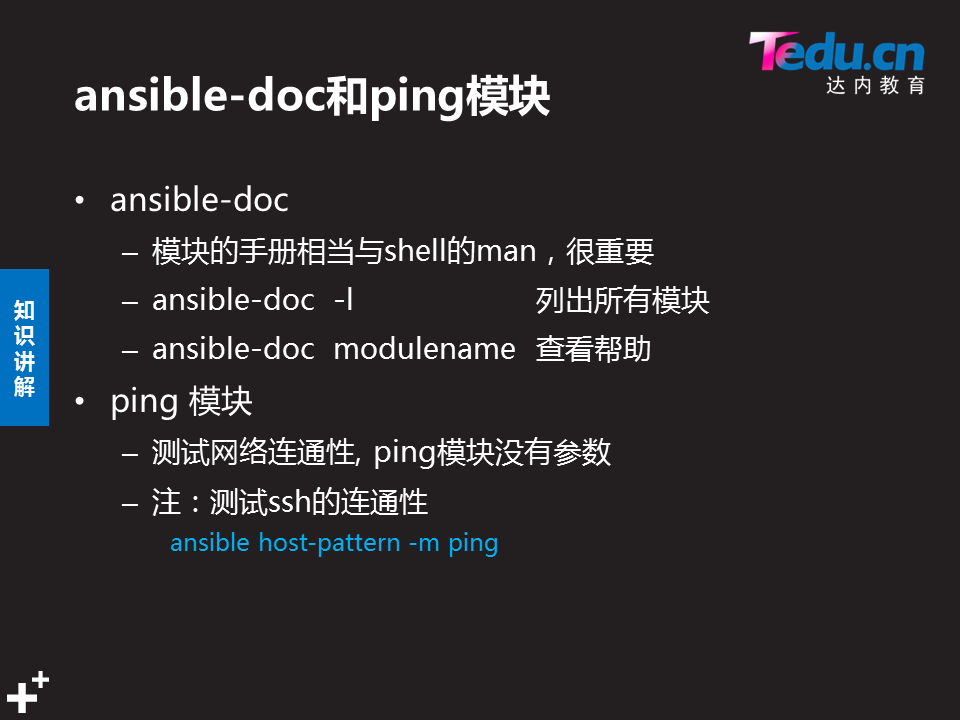 Tedu.cn
达内教育
ansible-doc和ping模块
• ansible-doc
– 模块的手册相当与shell的man，很重要
– ansible-doc -l 列出所有模块
– ansible-doc modulename 查看帮助
知识讲解
• ping 模块
– 测试网络连通性, ping模块没有参数
– 注：测试ssh的连通性
ansible host-pattern -m ping